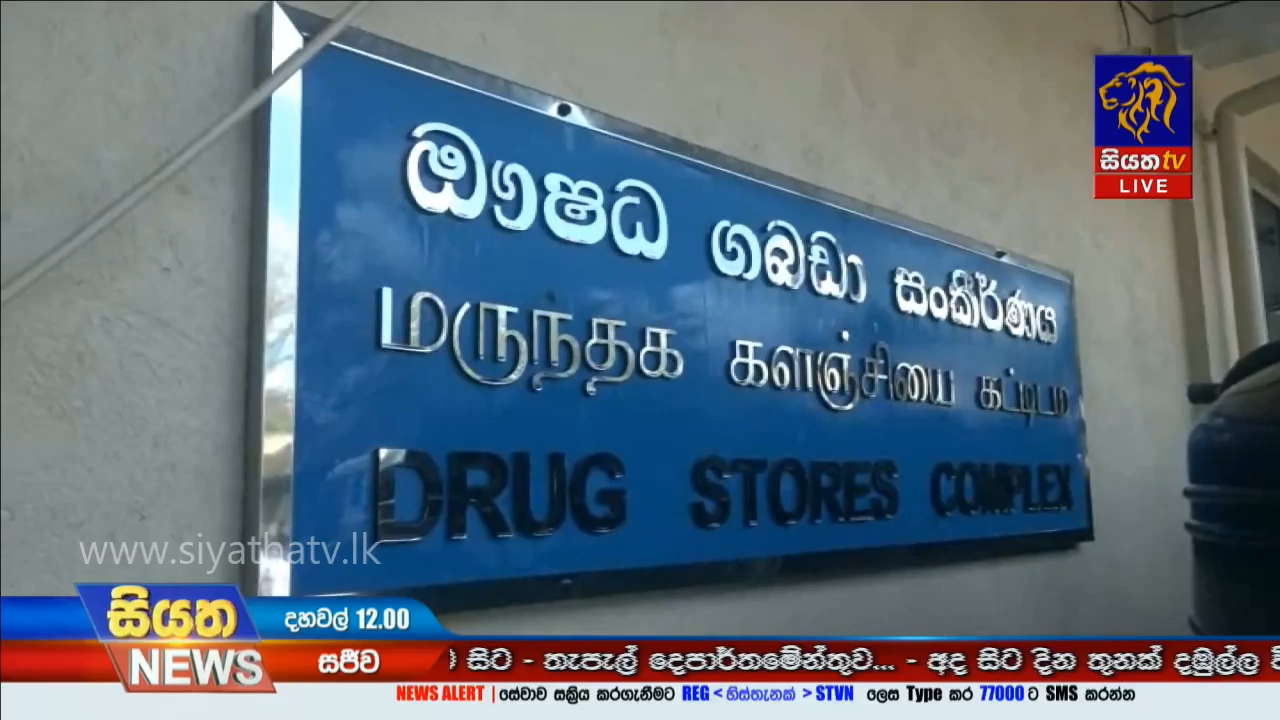 ඖෂධ ගබඩා සංකීර්ණය
மருந்தக களஞ்சியை கட்டிடம
DRUG STORES COMPLEX
සියත tv
LIVE
www.siyathatv.lk
සියත
NEWS
දහවල් 12.00
සජීව
සිට - තැපැල් දෙපාර්තමේන්තුව... - අද සිට දින තුනක් දඹුල්ල
NEWS ALERT | සේවාව සක්‍රිය කරගැනීමට REG < හිස්තැනක් > STVN ලෙස Type කර 77000 ට SMS කරන්න